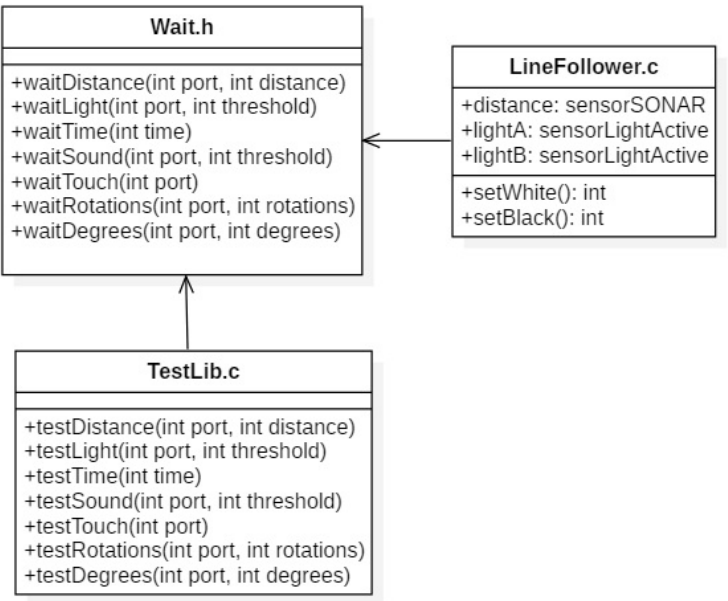 Wait.h
+waitDistance(int port, int distance)
+waitLight(int port, int threshold)
+waitTime(int time)
+waitSound(int port, int threshold)
+waitTouch(int port)
+waitRotations(int port, int rotations)
+waitDegrees(int port, int degrees)
LineFollower.c
+distance: sensorSONAR
+lightA: sensorLightActive
+lightB: sensorLightActive
+setWhite(): int
+setBlack(): int
TestLib.c
+testDistance(int port, int distance)
+testLight(int port, int threshold)
+testTime(int time)
+testSound(int port, int threshold)
+testTouch(int port)
+testRotations(int port, int rotations)
+testDegrees(int port, int degrees)